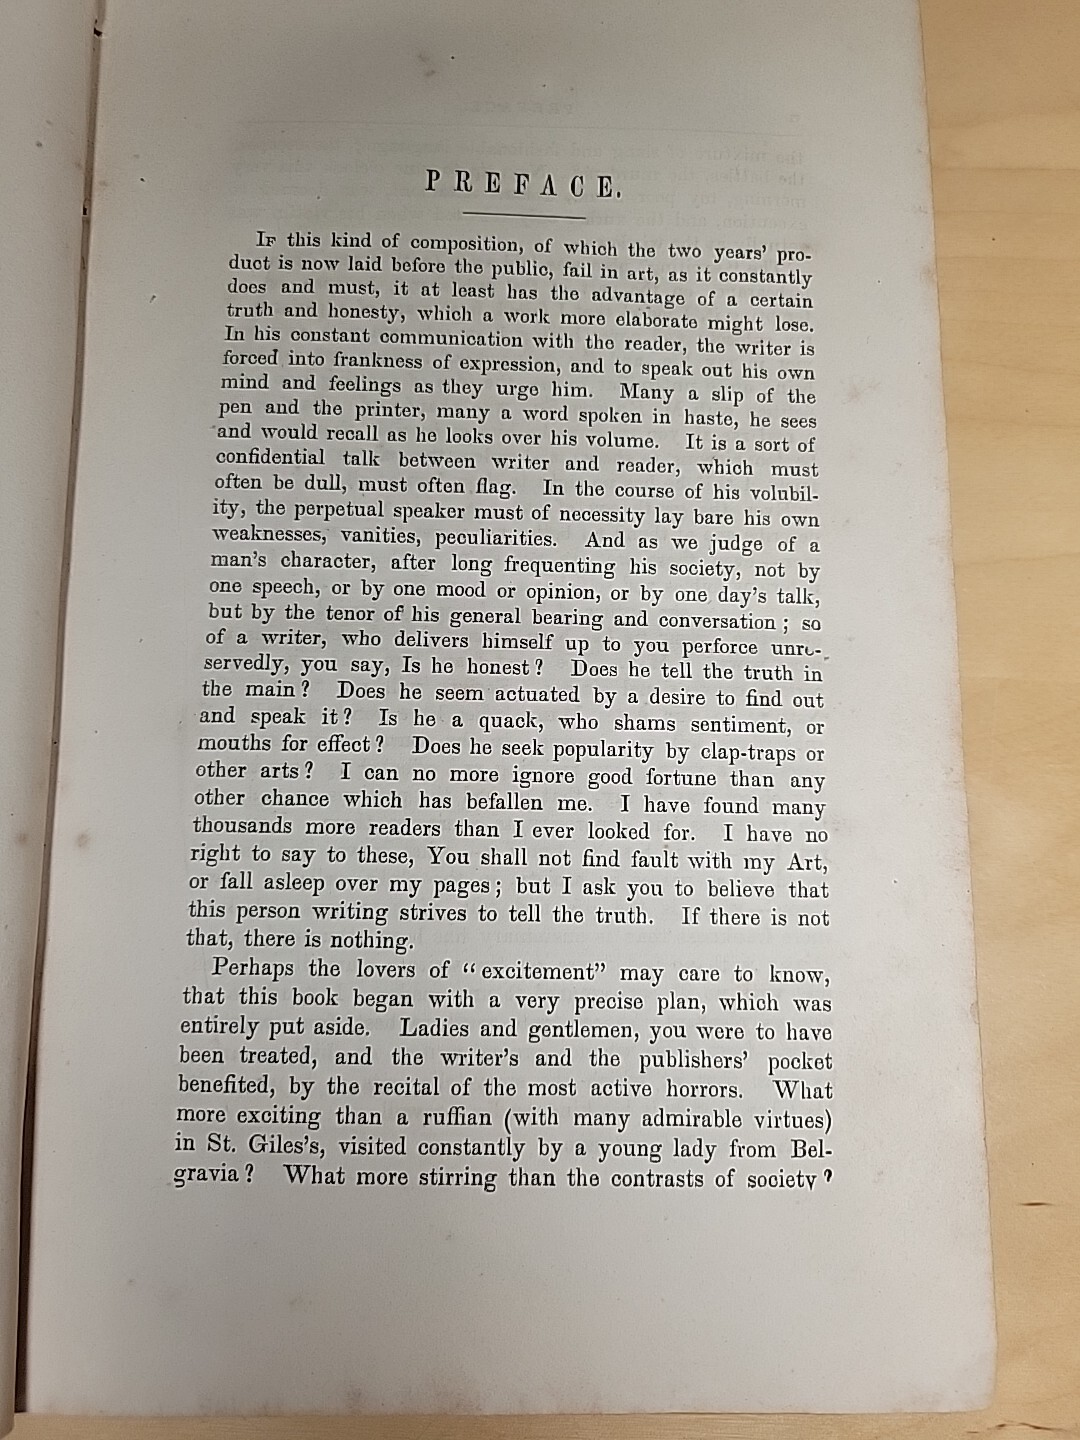 PREFACE.
IF this kind of composition, of which the two years' pro-
duct is now laid before the public, fail in art, as it constantly
does and must, it at least has the advantage of a certain
truth and honesty, which a work more elaborate might lose.
In his constant communication with the reader, the writer is
forced into frankness of expression, and to speak out his own
mind and feelings as they urge him. Many a slip of the
pen and the printer, many a word spoken in haste, he sees
and would recall as he looks over his volume. It is a sort of
confidential talk between writer and reader, which must
often be dull, must often flag. In the course of his volubil-
ity, the perpetual speaker must of necessity lay bare his own
weaknesses, vanities, peculiarities. And as we judge of a
man's character, after long frequenting his society, not by
one speech, or by one mood or opinion, or by one day's talk,
but by the tenor of his general bearing and conversation; so
of a writer, who delivers himself up to you perforce unre-
servedly, you say, Is he honest? Does he tell the truth in
the main? Does he seem actuated by a desire to find out
and speak it? Is he a quack, who shams sentiment, or
mouths for effect? Does he seek popularity by clap-traps or
other arts? I can no more ignore good fortune than any
other chance which has befallen me. I have found many
thousands more readers than I ever looked for. I have no
right to say to these, You shall not find fault with my Art,
or fall asleep over my pages; but I ask you to believe that
this person writing strives to tell the truth. If there is not
that, there is nothing.
Perhaps the lovers of "excitement" may care to know,
that this book began with a very precise plan, which was
entirely put aside. Ladies and gentlemen, you were to have
been treated, and the writer's and the publishers' pocket
benefited, by the recital of the most active horrors. What
more exciting than a ruffian (with many admirable virtues)
in St. Giles's, visited constantly by a young lady from Bel-
gravia? What more stirring than the contrasts of society?